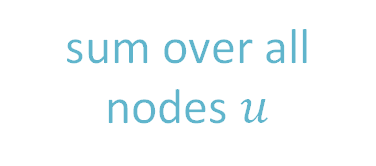 sum over all
nodes 𝑢